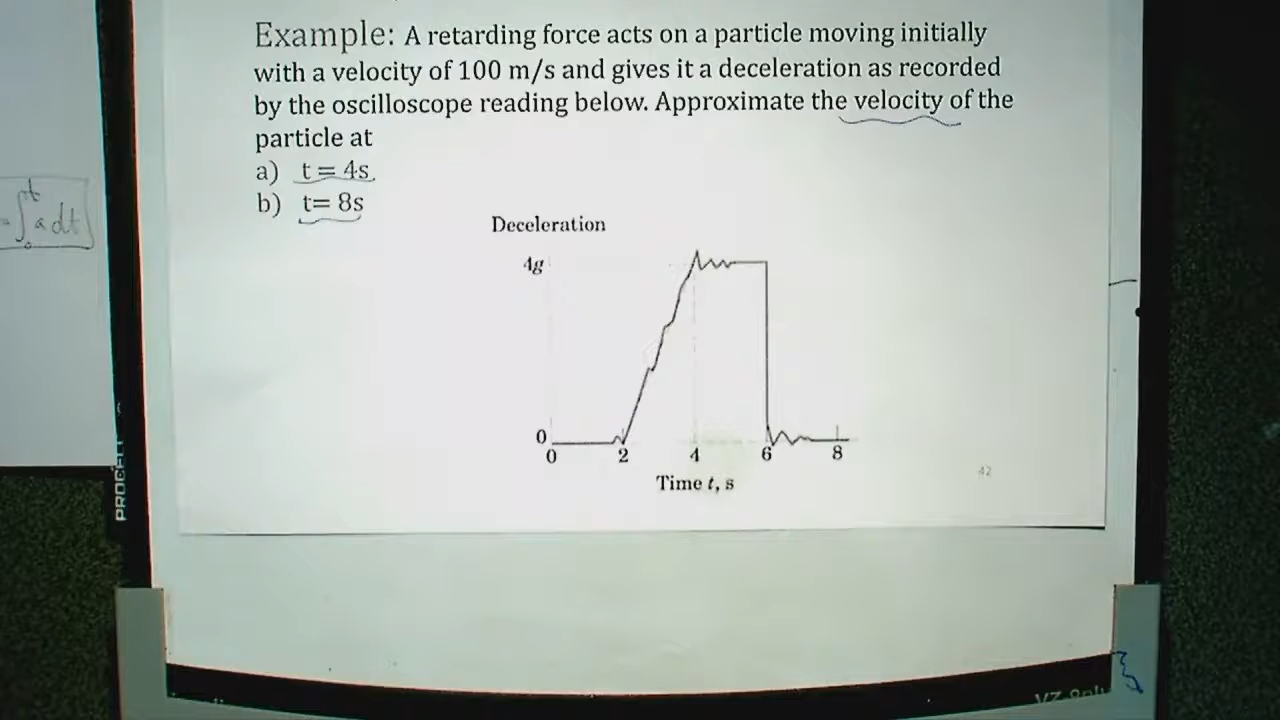 Example: A retarding force acts on a particle moving initially
with a velocity of 100 m/s and gives it a deceleration as recorded
by the oscilloscope reading below. Approximate the velocity of the
particle at
a) t = 4s
b) t= 8s
∫ a dt
Deceleration
4g
0
0 2 4 6 8
Time t, s
42